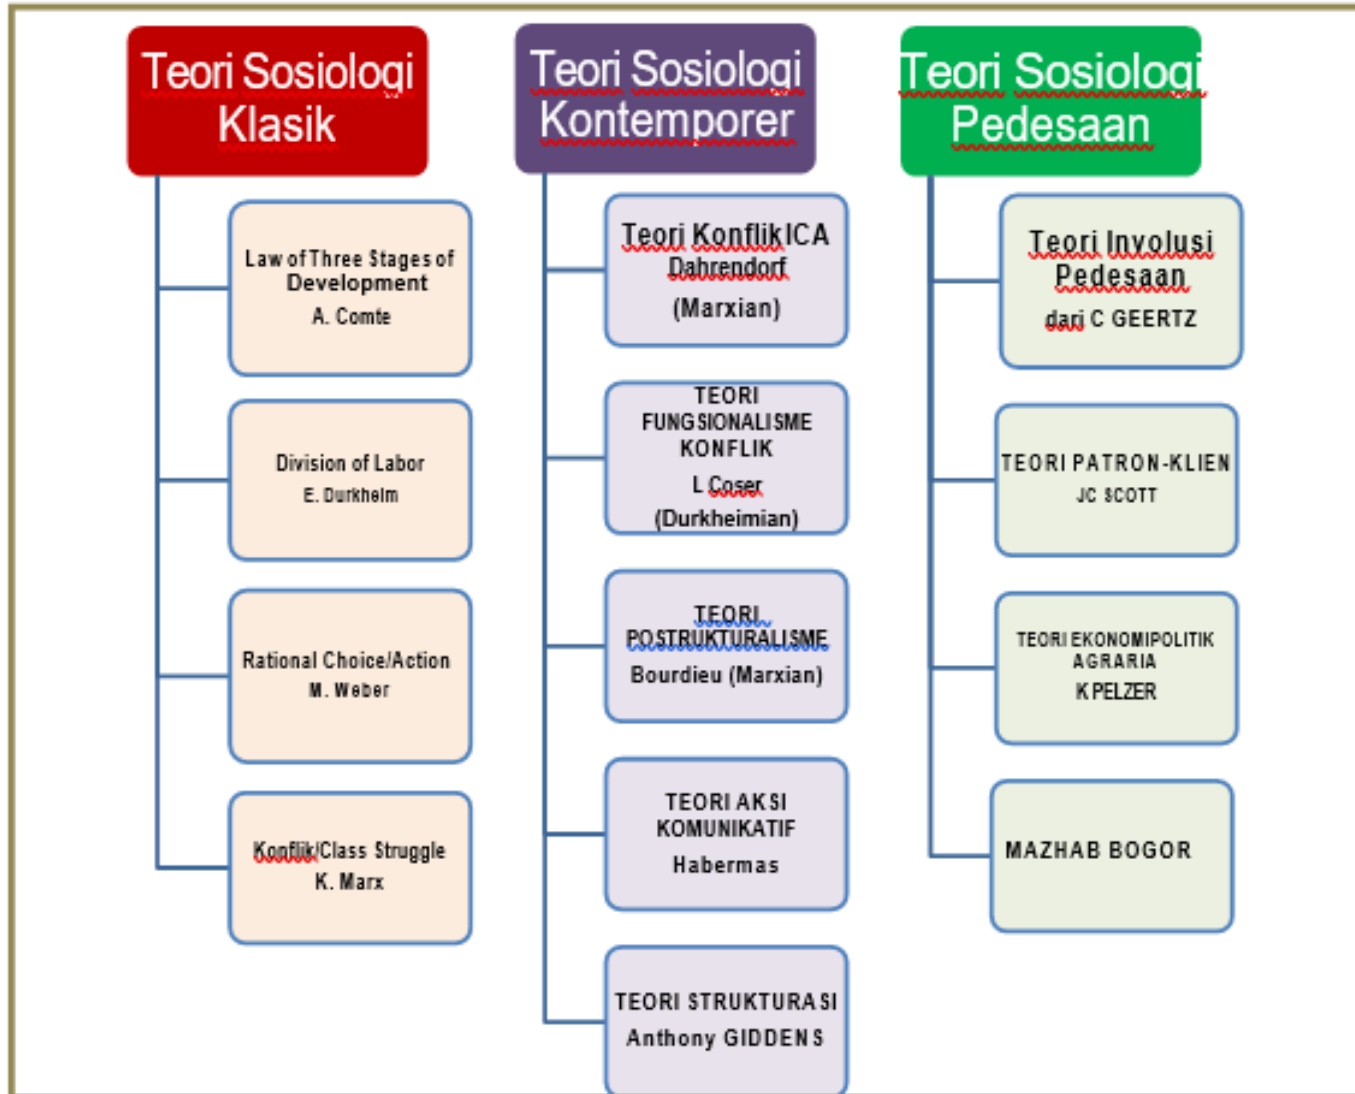 Teori Sosiologi
Klasik
Law of Three Stages of
Development
A. Comte
Division of Labor
E. Durkheim
Rational Choice/Action
M. Weber
Konflik/Class Struggle
K. Marx
Teori Sosiologi
Kontemporer
Teori Konflik ICA
Dahrendorf
(Marxian)
TEORI
FUNGSIONALISME
KONFLIK
L Coser
(Durkheimian)
TEORI
POSTRUKTURALISME
Bourdieu (Marxian)
TEORI AKSI
KOMUNIKATIF
Habermas
TEORI STRUKTURASI
Anthony GIDDENS
Teori Sosiologi
Pedesaan
Teori Involusi
Pedesaan
dari C GEERTZ
TEORI PATRON-KLIEN
JC SCOTT
TEORI EKONOMIPOLITIK
AGRARIA
K PELZER
MAZHAB BOGOR